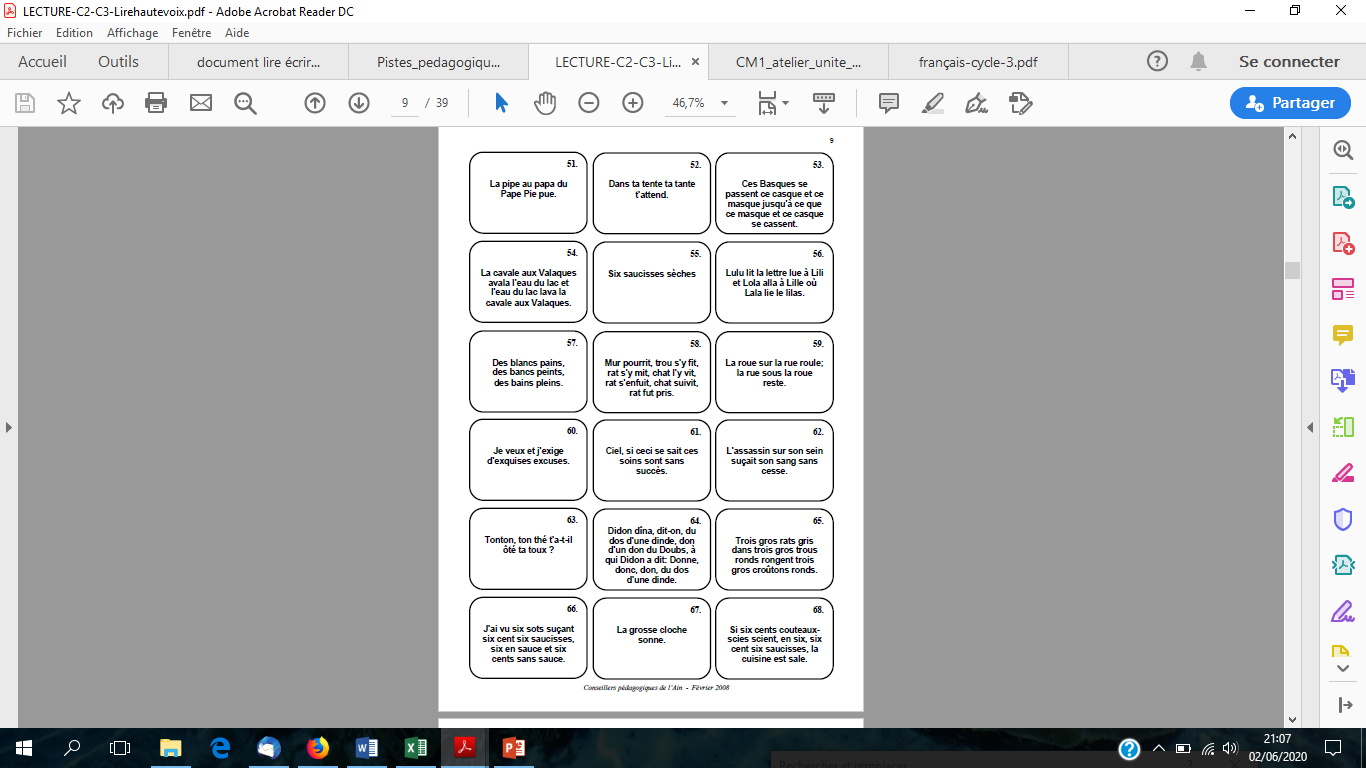 LECTURE-C2-C3-Lirehautevoix.pdf - Adobe Acrobat Reader DC
Fichier Edition Affichage Fenêtre Aide
Accueil Outils document lire écrir... Pistes_pedagogiqu... LECTURE-C2-C3-Li... × CM1_atelier_unite_... français-cycle-3.pdf Se connecter
9 / 39 46,7% Partager
9
51.
La pipe au papa du
Pape Pie pue.
52.
Dans ta tente ta tante
t'attend.
53.
Ces Basques se
passent ce casque et ce
masque jusqu'à ce que
ce masque et ce casque
se cassent.
54.
La cavale aux Valaques
avala l'eau du lac et
l'eau du lac lava la
cavale aux Valaques.
55.
Six saucisses sèches
56.
Lulu lit la lettre lue à Lili
et Lola alla à Lille où
Lala lie le lilas.
57.
Des blancs pains,
des bancs peints,
des bains pleins.
58.
Mur pourrit, trou s'y fit,
rat s'y mit, chat l'y vit,
rat s'enfuit, chat suivit,
rat fut pris.
59.
La roue sur la rue roule;
la rue sous la roue
reste.
60.
Je veux et j'exige
d'exquises excuses.
61.
Ciel, si ceci se sait ces
soins sont sans
succès.
62.
L'assassin sur son sein
suçait son sang sans
cesse.
63.
Tonton, ton thé t'a-t-il
ôté ta toux ?
64.
Didon dîna, dit-on, du
dos d'une dinde, don
d'un don du Doubs, à
qui Didon a dit: Donne,
donc, don, du dos
d'une dinde.
65.
Trois gros rats gris
dans trois gros trous
ronds rongent trois
gros croûtons ronds.
66.
J'ai vu six sots suçant
six cent six saucisses,
six en sauce et six
cents sans sauce.
67.
La grosse cloche
sonne.
68.
Si six cents couteaux-
scies scient, en six, six
cent six saucisses, la
cuisine est sale.
Conseillers pédagogiques de l'Ain - Février 2008
21:07
02/06/2020